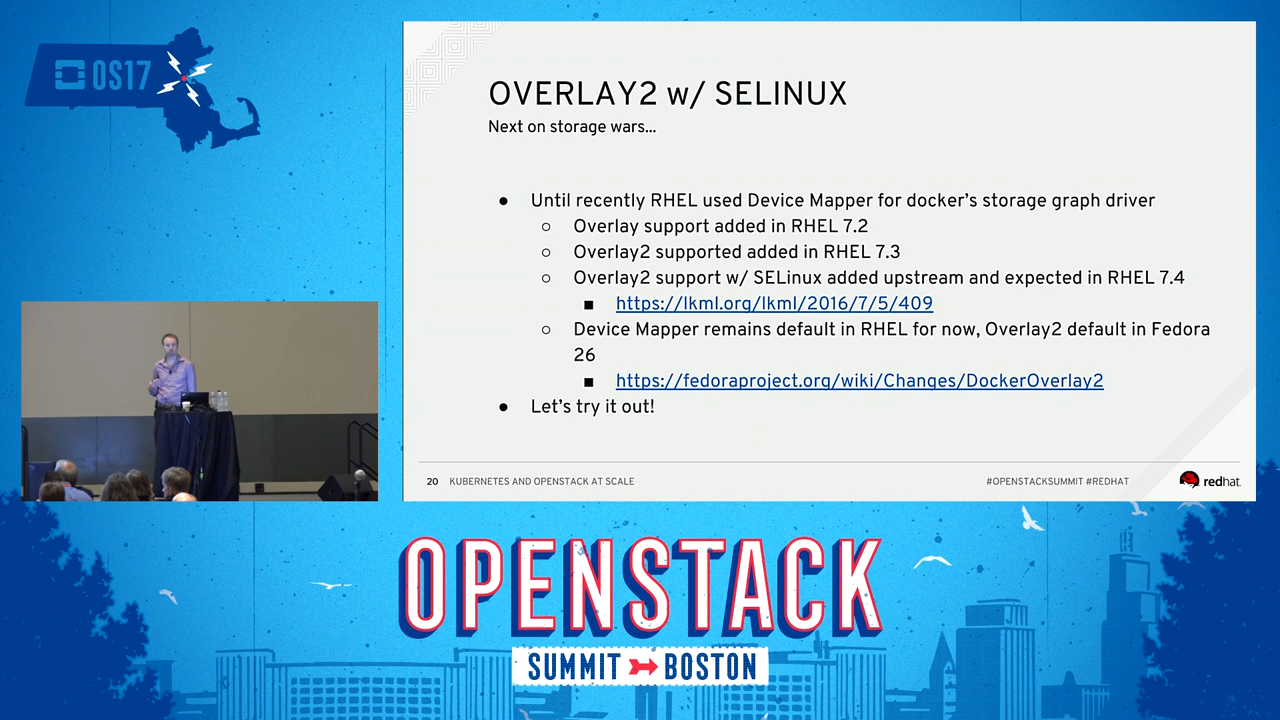 OS17
OVERLAY2 w/ SELINUX
Next on storage wars...
● Until recently RHEL used Device Mapper for docker's storage graph driver
○ Overlay support added in RHEL 7.2
○ Overlay2 supported added in RHEL 7.3
○ Overlay2 support w/ SELinux added upstream and expected in RHEL 7.4
■ https://lkml.org/lkml/2016/7/5/409
○ Device Mapper remains default in RHEL for now, Overlay2 default in Fedora
26
■ https://fedoraproject.org/wiki/Changes/DockerOverlay2
● Let's try it out!
20 KUBERNETES AND OPENSTACK AT SCALE
#OPENSTACKSUMMIT #REDHAT
redhat.
OPENSTACK
SUMMIT BOSTON